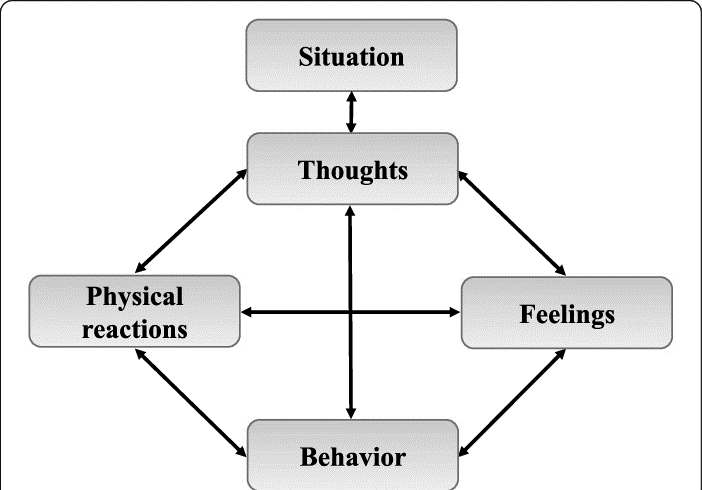 Situation
Thoughts
Physical
reactions
Feelings
Behavior